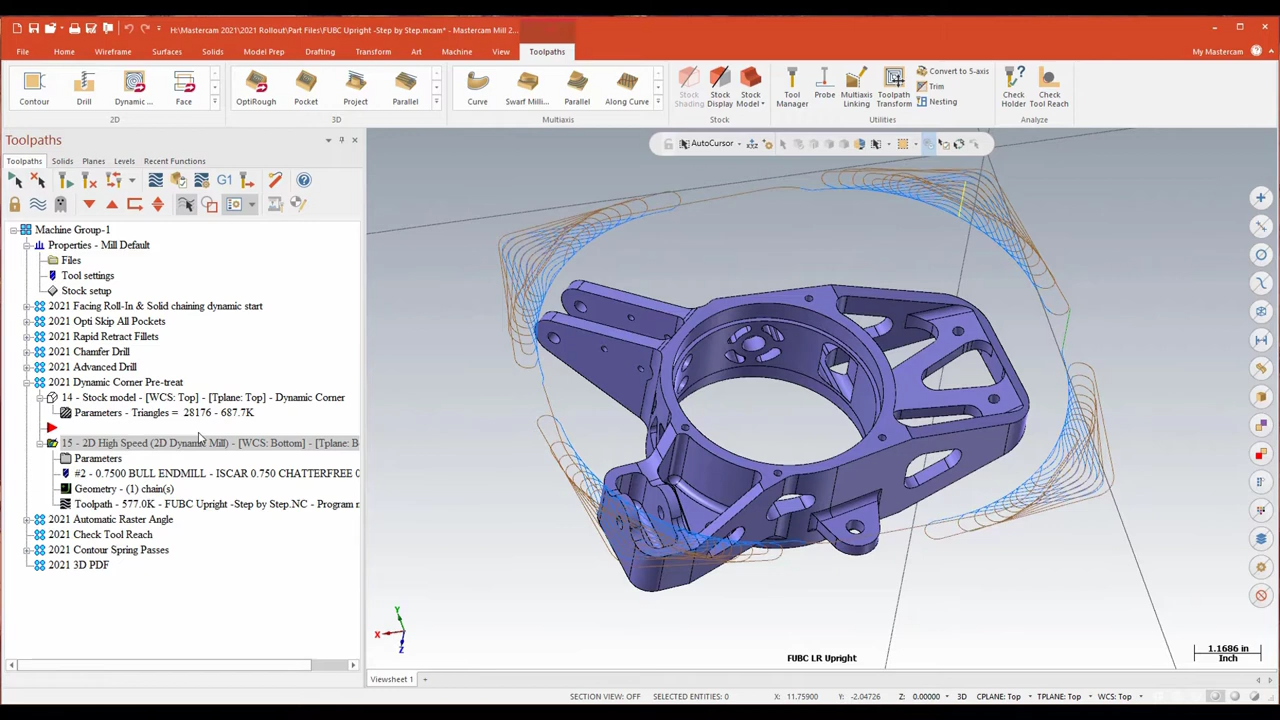 H:\Mastercam 2021\2021 Rollout\Part Files\FUBC Upright -Step by Step.mcam* - Mastercam Mill 2...
File Home Wireframe Surfaces Solids Model Prep Drafting Transform Art Machine View Toolpaths My Mastercam
Contour Drill Dynamic ... Face
2D
OptiRough Pocket Project Parallel
3D
Curve Swarf Milli... Parallel Along Curve
Multiaxis
Stock Shading Stock Display Stock Model
Stock
Tool Manager Probe Multiaxis Linking Toolpath Transform
Convert to 5-axis
Trim
Nesting
Utilities
Check Holder Check Tool Reach
Analyze
Toolpaths
Toolpaths Solids Planes Levels Recent Functions
AutoCursor
G1
Machine Group-1
Properties - Mill Default
Files
Tool settings
Stock setup
2021 Facing Roll-In & Solid chaining dynamic start
2021 Opti Skip All Pockets
2021 Rapid Retract Fillets
2021 Chamfer Drill
2021 Advanced Drill
2021 Dynamic Corner Pre-treat
14 - Stock model - [WCS: Top] - [Tplane: Top] - Dynamic Corner
Parameters - Triangles = 28176 - 687.7K
15 - 2D High Speed (2D Dynamic Mill) - [WCS: Bottom] - [Tplane: B
Parameters
#2 - 0.7500 BULL ENDMILL - ISCAR 0.750 CHATTERFREE 0
Geometry - (1) chain(s)
Toolpath - 577.0K - FUBC Upright -Step by Step.NC - Program n
2021 Automatic Raster Angle
2021 Check Tool Reach
2021 Contour Spring Passes
2021 3D PDF
Y
X
Z
FUBC LR Upright
1.1686 in
Inch
Viewsheet 1 +
SECTION VIEW: OFF SELECTED ENTITIES: 0 X: 11.75900 Y: -2.04726 Z: 0.00000 3D CPLANE: Top TPLANE: Top WCS: Top